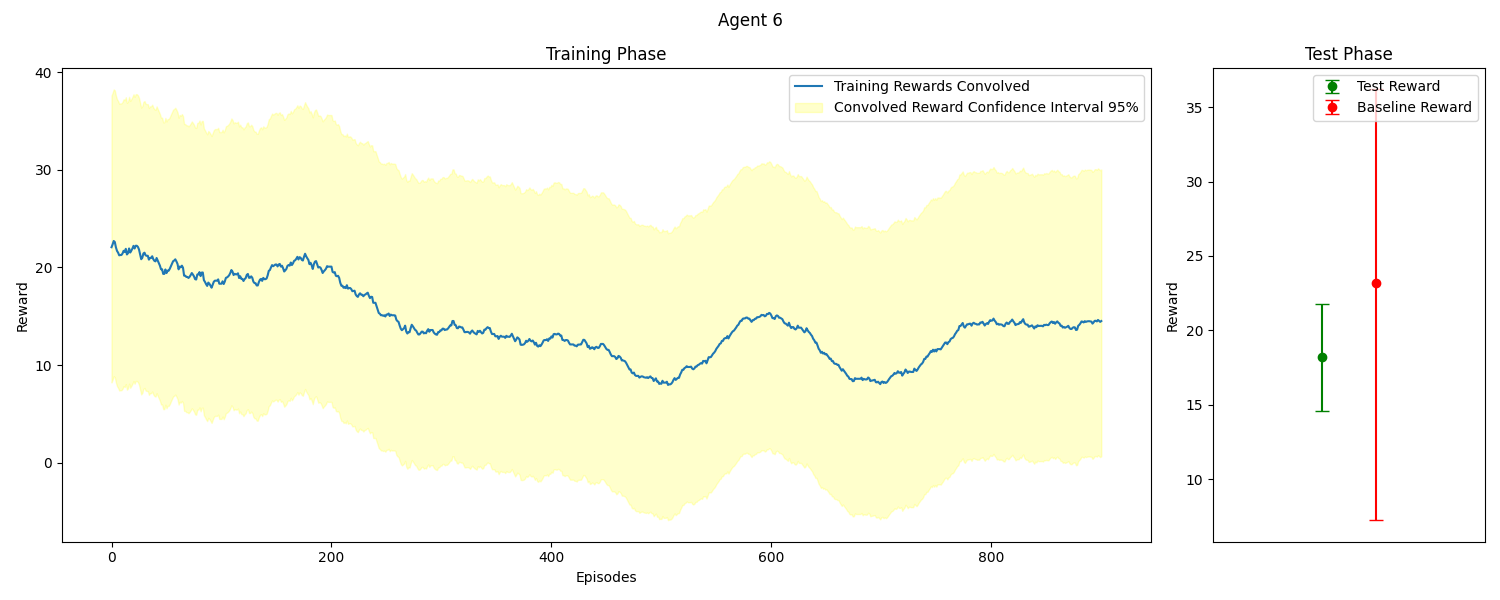 Agent 6
Training Phase
Training Rewards Convolved
Convolved Reward Confidence Interval 95%
Reward
40
30
20
10
0
0 200 400 600 800
Episodes
Test Phase
Test Reward
Baseline Reward
Reward
35
30
25
20
15
10